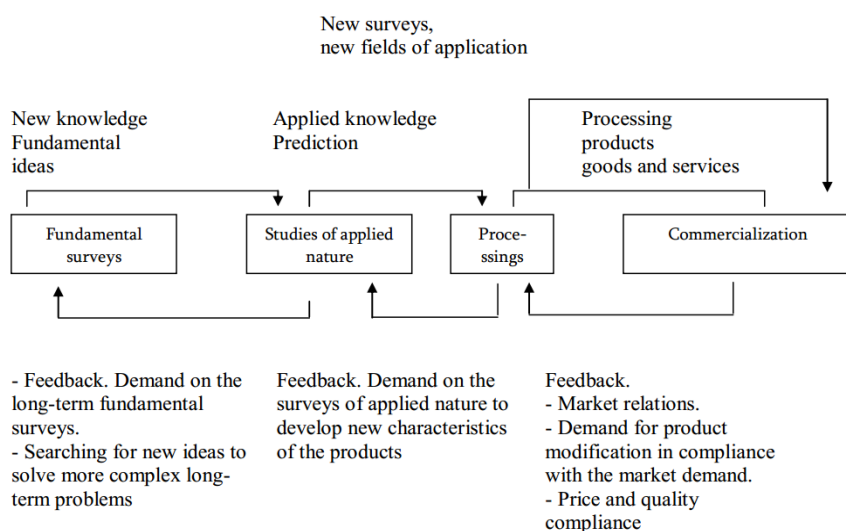 New surveys,
new fields of application
New knowledge
Fundamental
ideas
Applied knowledge
Prediction
Processing
products
goods and services
Fundamental
surveys
Studies of applied
nature
Proce-
ssings
Commercialization
- Feedback. Demand on the
long-term fundamental
surveys.
- Searching for new ideas to
solve more complex long-
term problems
Feedback. Demand on the
surveys of applied nature to
develop new characteristics
of the products
Feedback.
- Market relations.
- Demand for product
modification in compliance
with the market demand.
- Price and quality
compliance